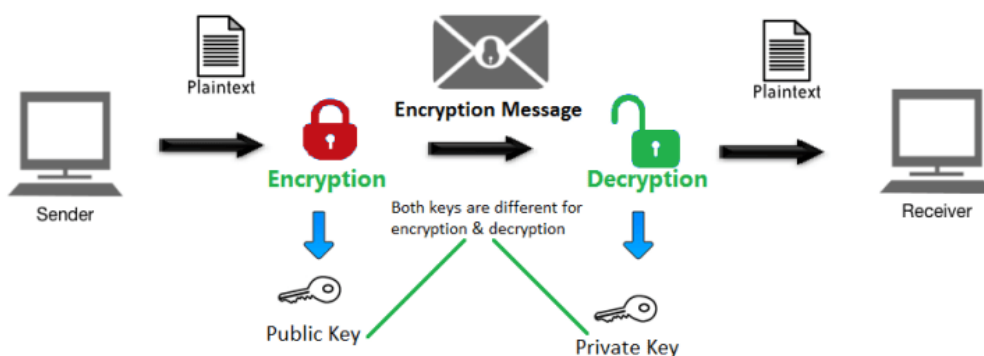 Plaintext
Plaintext
Encryption Message
Encryption
Decryption
Sender
Receiver
Both keys are different for
encryption & decryption
Public Key
Private Key